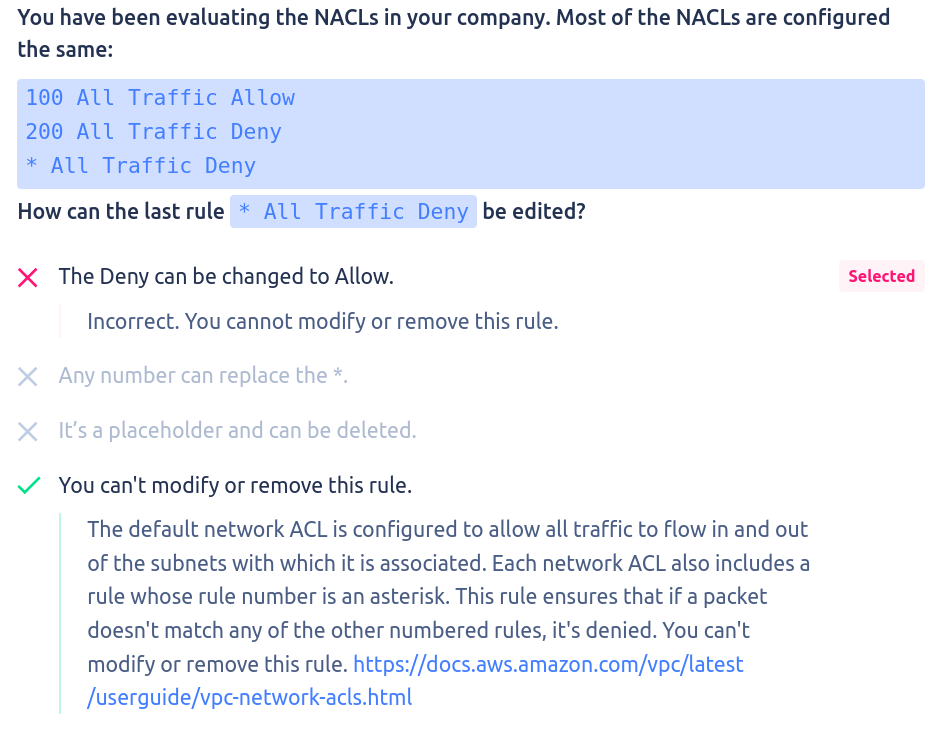 You have been evaluating the NACLs in your company. Most of the NACLs are configured
the same:
100 All Traffic Allow
200 All Traffic Deny
* All Traffic Deny
How can the last rule * All Traffic Deny be edited?
The Deny can be changed to Allow.
Selected
Incorrect. You cannot modify or remove this rule.
Any number can replace the *.
It’s a placeholder and can be deleted.
You can't modify or remove this rule.
The default network ACL is configured to allow all traffic to flow in and out
of the subnets with which it is associated. Each network ACL also includes a
rule whose rule number is an asterisk. This rule ensures that if a packet
doesn't match any of the other numbered rules, it's denied. You can't
modify or remove this rule. https://docs.aws.amazon.com/vpc/latest
/userguide/vpc-network-acls.html